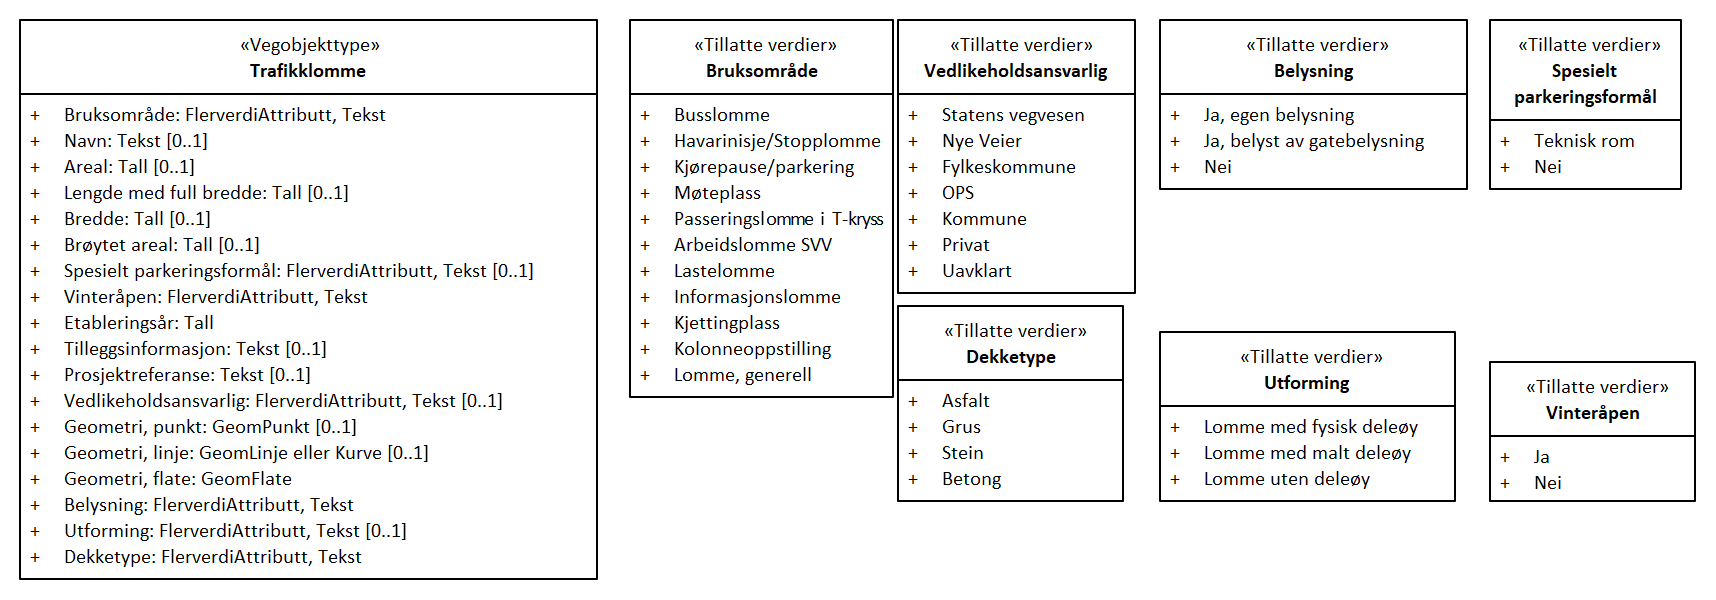 «Vegobjekttype»
Trafikklomme
+ Bruksområde: FlerverdiAttributt, Tekst
+ Navn: Tekst [0..1]
+ Areal: Tall [0..1]
+ Lengde med full bredde: Tall [0..1]
+ Bredde: Tall [0..1]
+ Brøytet areal: Tall [0..1]
+ Spesielt parkeringsformål: FlerverdiAttributt, Tekst [0..1]
+ Vinteråpen: FlerverdiAttributt, Tekst
+ Etableringsår: Tall
+ Tilleggsinformasjon: Tekst [0..1]
+ Prosjektreferanse: Tekst [0..1]
+ Vedlikeholdsansvarlig: FlerverdiAttributt, Tekst [0..1]
+ Geometri, punkt: GeomPunkt [0..1]
+ Geometri, linje: GeomLinje eller Kurve [0..1]
+ Geometri, flate: GeomFlate
+ Belysning: FlerverdiAttributt, Tekst
+ Utforming: FlerverdiAttributt, Tekst [0..1]
+ Dekketype: FlerverdiAttributt, Tekst
«Tillatte verdier»
Bruksområde
+ Busslomme
+ Havarinisje/Stopplomme
+ Kjørepause/parkering
+ Møteplass
+ Passeringslomme i T-kryss
+ Arbeidslomme SVV
+ Lastelomme
+ Informasjonslomme
+ Kjettingplass
+ Kolonneoppstilling
+ Lomme, generell
«Tillatte verdier»
Vedlikeholdsansvarlig
+ Statens vegvesen
+ Nye Veier
+ Fylkeskommune
+ OPS
+ Kommune
+ Privat
+ Uavklart
«Tillatte verdier»
Dekketype
+ Asfalt
+ Grus
+ Stein
+ Betong
«Tillatte verdier»
Belysning
+ Ja, egen belysning
+ Ja, belyst av gatebelysning
+ Nei
«Tillatte verdier»
Utforming
+ Lomme med fysisk deleøy
+ Lomme med malt deleøy
+ Lomme uten deleøy
«Tillatte verdier»
Spesielt
parkeringsformål
+ Teknisk rom
+ Nei
«Tillatte verdier»
Vinteråpen
+ Ja
+ Nei